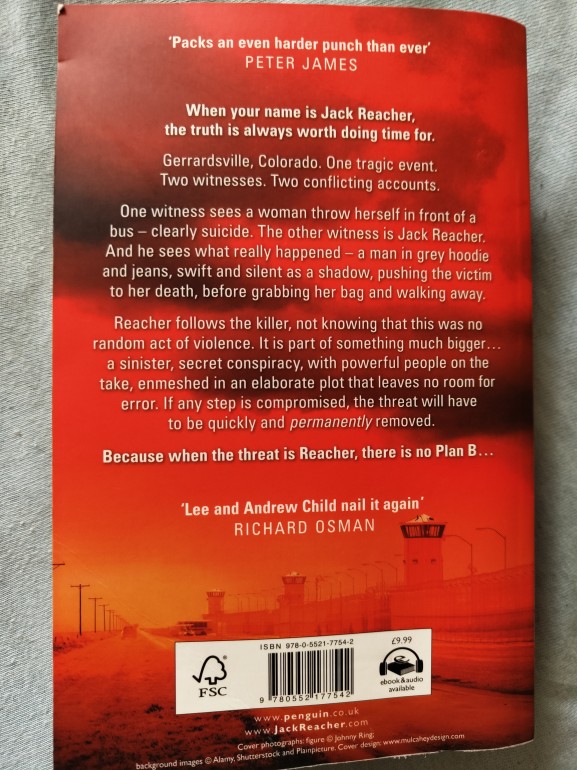 'Packs an even harder punch than ever'
PETER JAMES
When your name is Jack Reacher,
the truth is always worth doing time for.
Gerrardsville, Colorado. One tragic event.
Two witnesses. Two conflicting accounts.
One witness sees a woman throw herself in front of a
bus – clearly suicide. The other witness is Jack Reacher.
And he sees what really happened – a man in grey hoodie
and jeans, swift and silent as a shadow, pushing the victim
to her death, before grabbing her bag and walking away.
Reacher follows the killer, not knowing that this was no
random act of violence. It is part of something much bigger…
a sinister, secret conspiracy, with powerful people on the
take, enmeshed in an elaborate plot that leaves no room for
error. If any step is compromised, the threat will have
to be quickly and permanently removed.
Because when the threat is Reacher, there is no Plan B…
'Lee and Andrew Child nail it again'
RICHARD OSMAN
FSC
ISBN 978-0-5521-7754-2
9 780552 177542
£9.99
ebook & audio
available
www.penguin.co.uk
www.JackReacher.com
Cover photographs: figure © Johnny Ring;
background images © Alamy, Shutterstock and Plainpicture. Cover design: www.mulcaheydesign.com